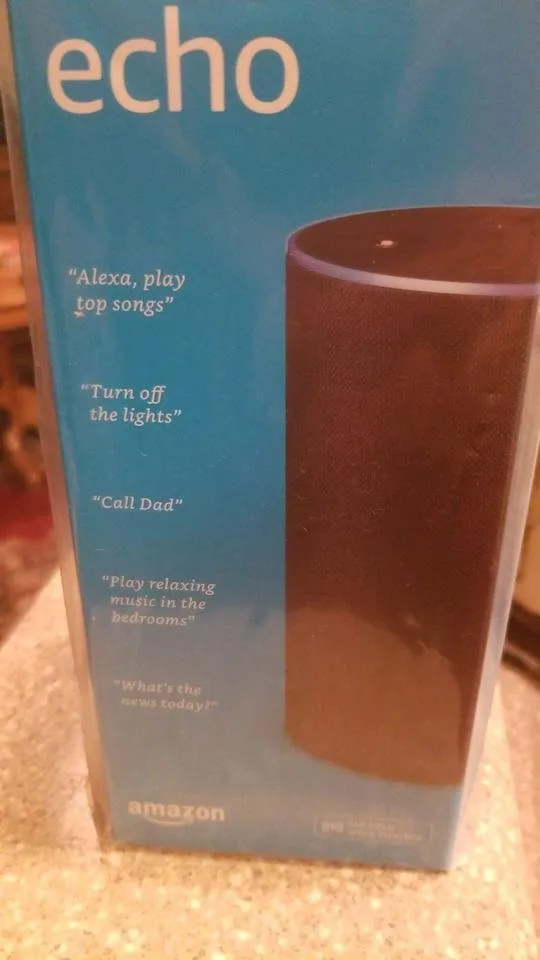 echo
“Alexa, play
top songs”
“Turn off
the lights”
“Call Dad”
“Play relaxing
music in the
bedrooms”
“What's the
news today?”
amazon